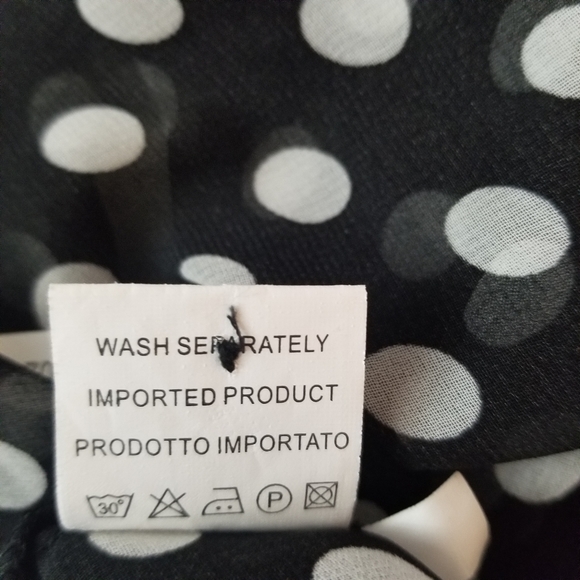 WASH SEPARATELY
IMPORTED PRODUCT
PRODOTTO IMPORTATO
30° P